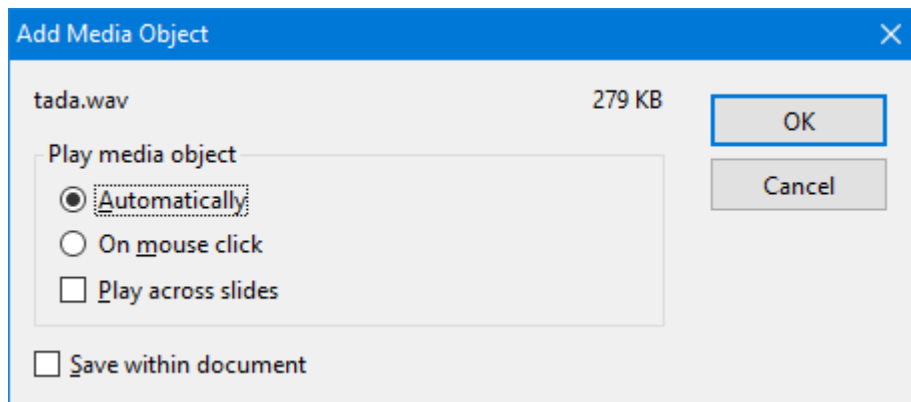 Add Media Object
tada.wav 279 KB
OK
Play media object
Automatically
Cancel
On mouse click
Play across slides
Save within document